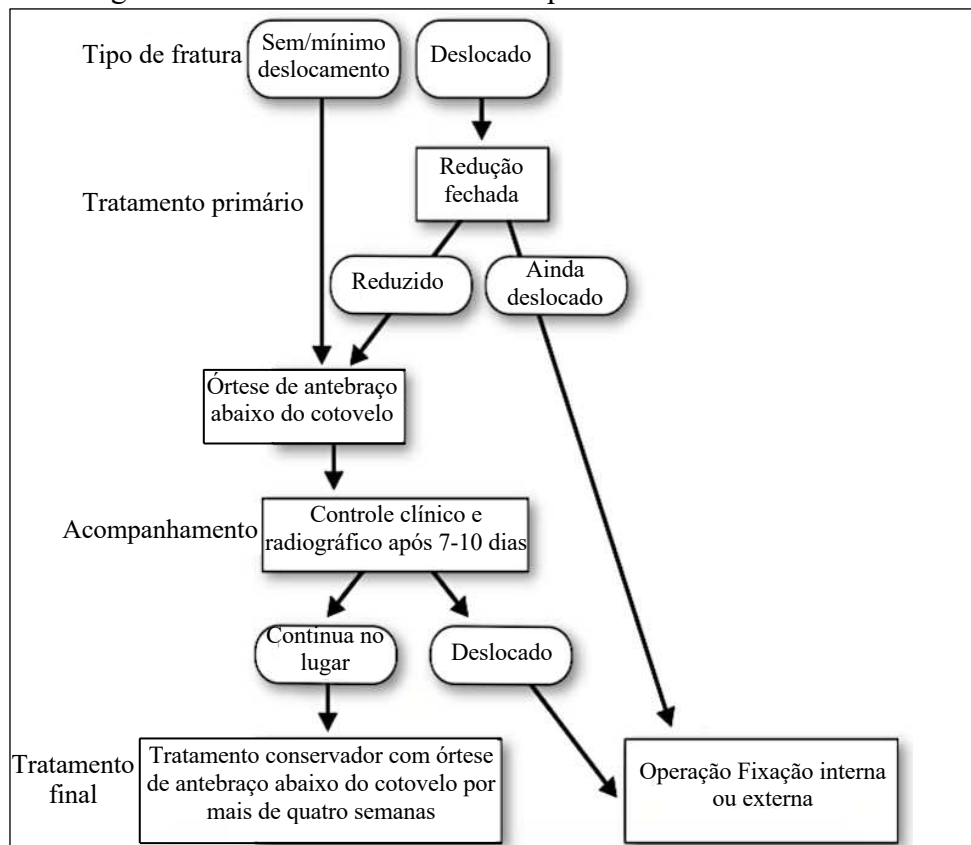 Tipo de fratura
Sem/mínimo
deslocamento
Deslocado
Redução
fechada
Tratamento primário
Reduzido
Ainda
deslocado
Órtese de antebraço
abaixo do cotovelo
Acompanhamento
Controle clínico e
radiográfico após 7-10 dias
Continua no
lugar
Deslocado
Tratamento
final
Tratamento conservador com órtese
de antebraço abaixo do cotovelo por
mais de quatro semanas
Operação Fixação interna
ou externa